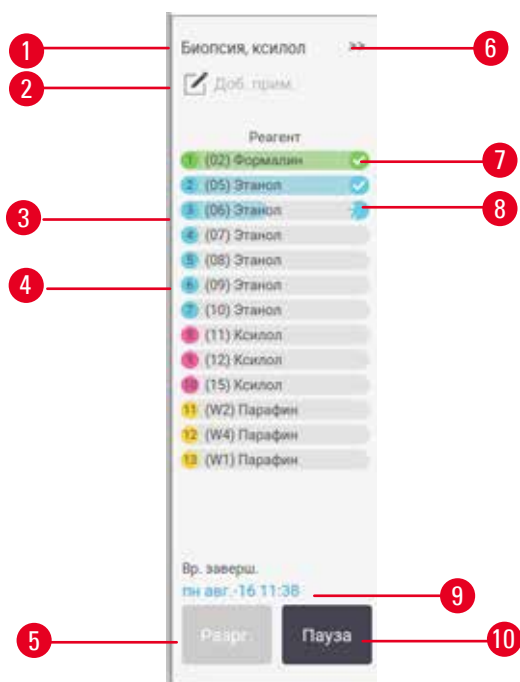 1 Биопсия, ксилол >> 6
2 Доб. прим.
Реагент
1 (02) Формалин 7
2 (05) Этанол
3 3 (06) Этанол 8
4 (07) Этанол
5 (08) Этанол
4 6 (09) Этанол
7 (10) Этанол
8 (11) Ксилол
9 (12) Ксилол
10 (15) Ксилол
11 (W2) Парафин
12 (W4) Парафин
13 (W1) Парафин
Вр. заверш.
пн авг.-16 11:38 9
5 Разрг. Пауза 10